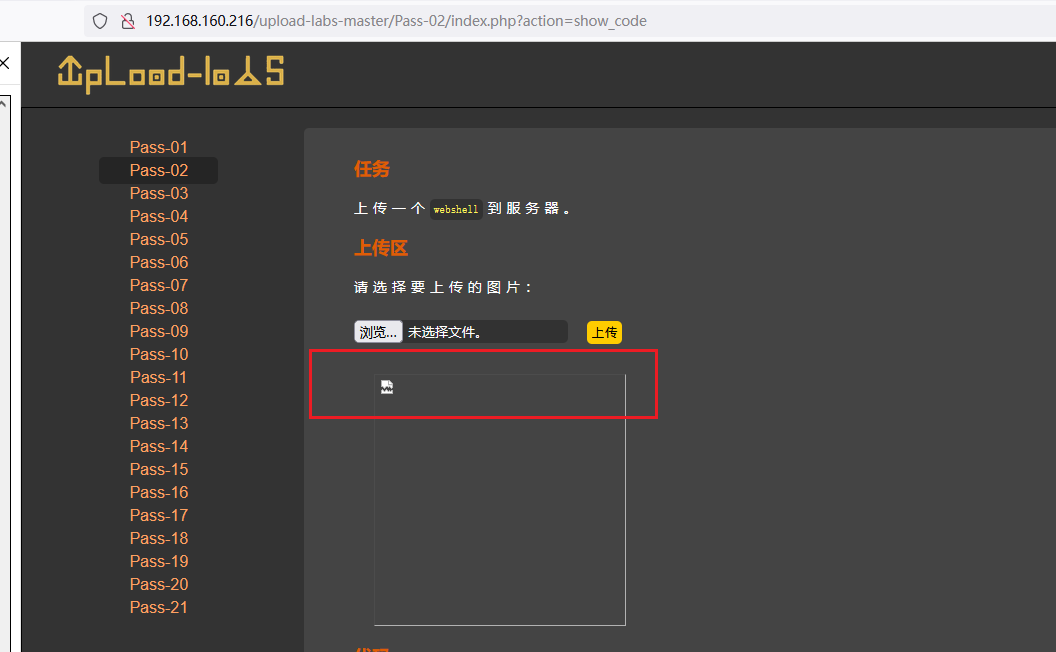 192.168.160.216/upload-labs-master/Pass-02/index.php?action=show_code
UpLoad-labs
Pass-01
Pass-02
Pass-03
Pass-04
Pass-05
Pass-06
Pass-07
Pass-08
Pass-09
Pass-10
Pass-11
Pass-12
Pass-13
Pass-14
Pass-15
Pass-16
Pass-17
Pass-18
Pass-19
Pass-20
Pass-21
任务
上传一个 webshell 到服务器。
上传区
请选择要上传的图片：
浏览... 未选择文件。 上传